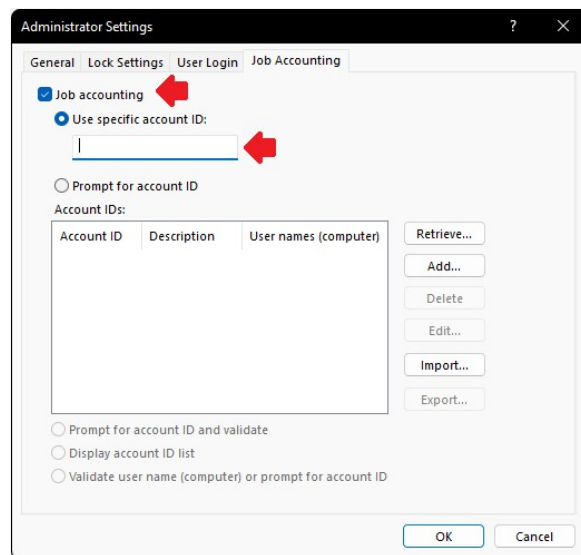 Administrator Settings ?
General Lock Settings User Login Job Accounting
Job accounting
Use specific account ID:
Prompt for account ID
Account IDs:
Account ID Description User names (computer)
Retrieve...
Add...
Delete
Edit...
Import...
Export...
Prompt for account ID and validate
Display account ID list
Validate user name (computer) or prompt for account ID
OK Cancel